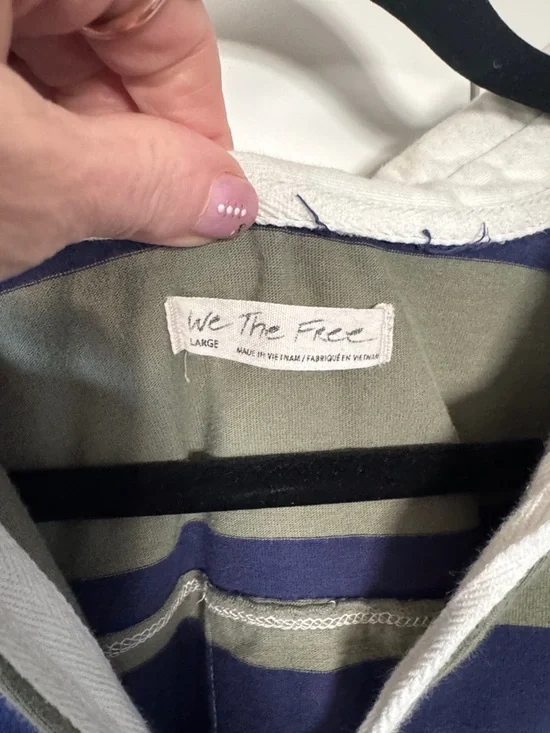 We The Free
LARGE
MADE IN VIETNAM / FABRIQUÉ EN VIETNAM